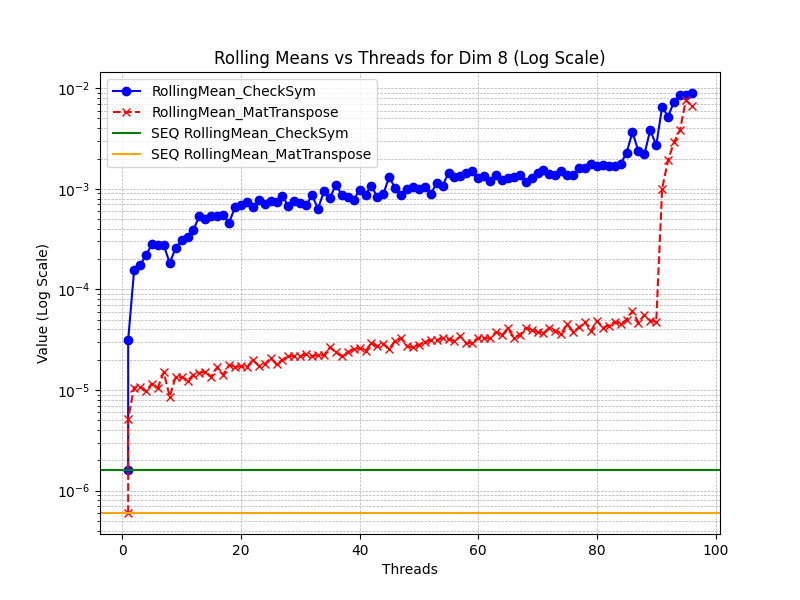 Rolling Means vs Threads for Dim 8 (Log Scale)
RollingMean_CheckSym
RollingMean_MatTranspose
SEQ RollingMean_CheckSym
SEQ RollingMean_MatTranspose
Value (Log Scale)
10⁻²
10⁻³
10⁻⁴
10⁻⁵
10⁻⁶
0 20 40 60 80 100
Threads